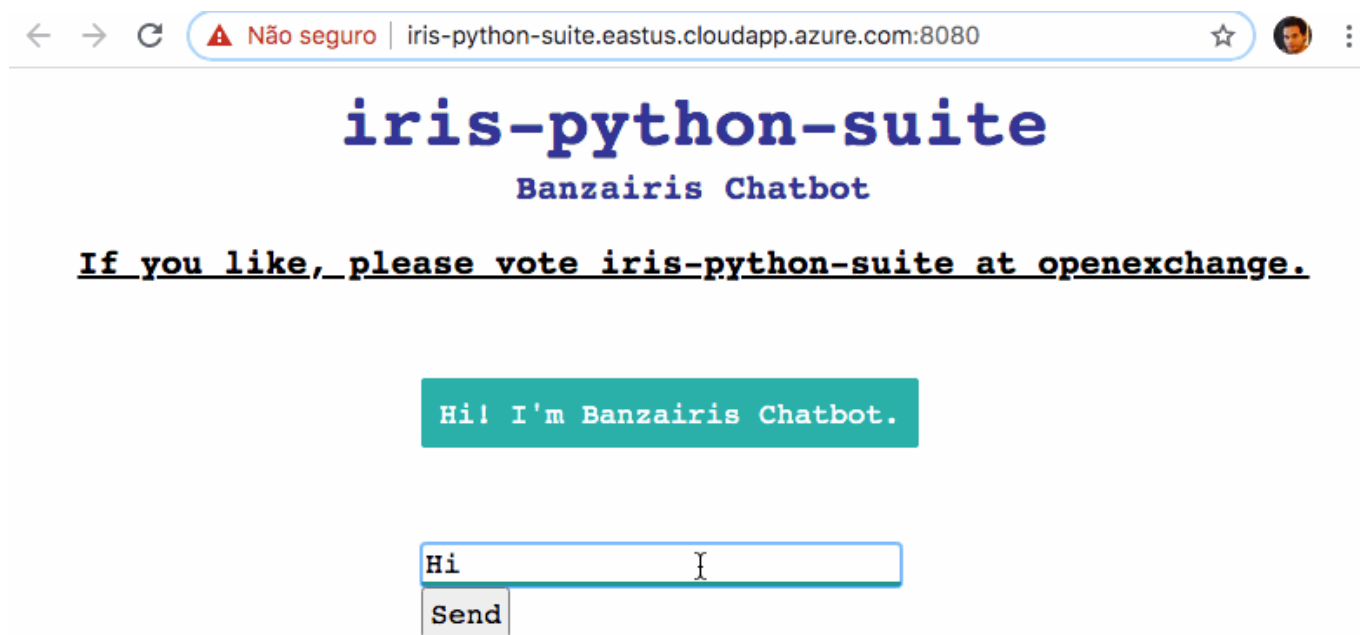 Não seguro iris-python-suite.eastus.cloudapp.azure.com:8080
iris-python-suite
Banzairis Chatbot
If you like, please vote iris-python-suite at openexchange.
Hi! I'm Banzairis Chatbot.
Hi
Send